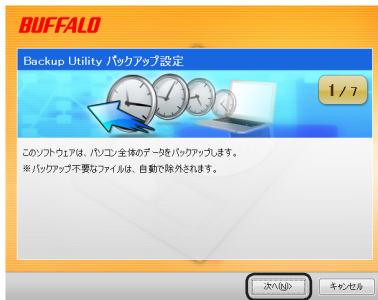 BUFFALO
Backup Utility バックアップ設定
1/7
このソフトウェアは、パソコン全体のデータをバックアップします。
※バックアップ不要なファイルは、自動で除外されます。
次へ(N)>
キャンセル